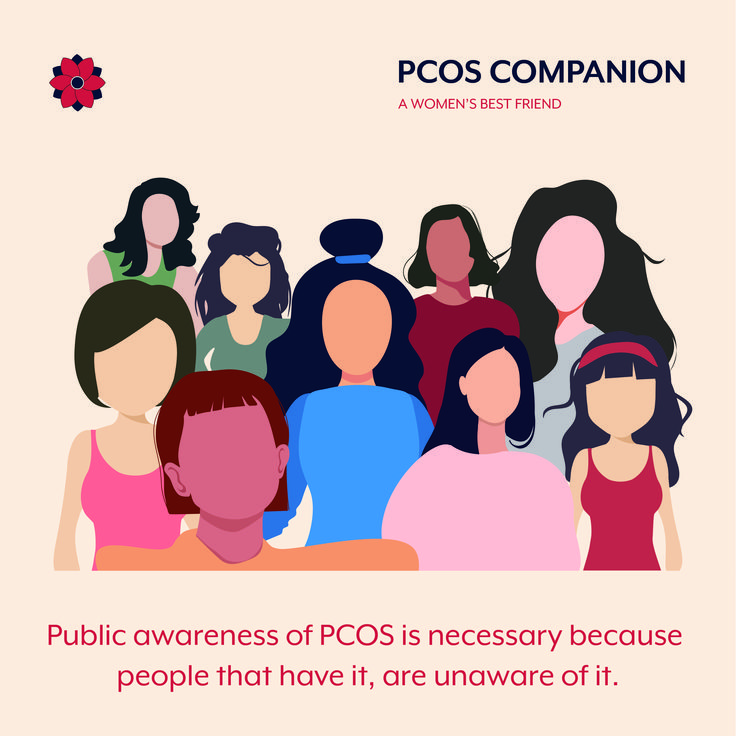 PCOS COMPANION
A WOMEN'S BEST FRIEND
Public awareness of PCOS is necessary because
people that have it, are unaware of it.